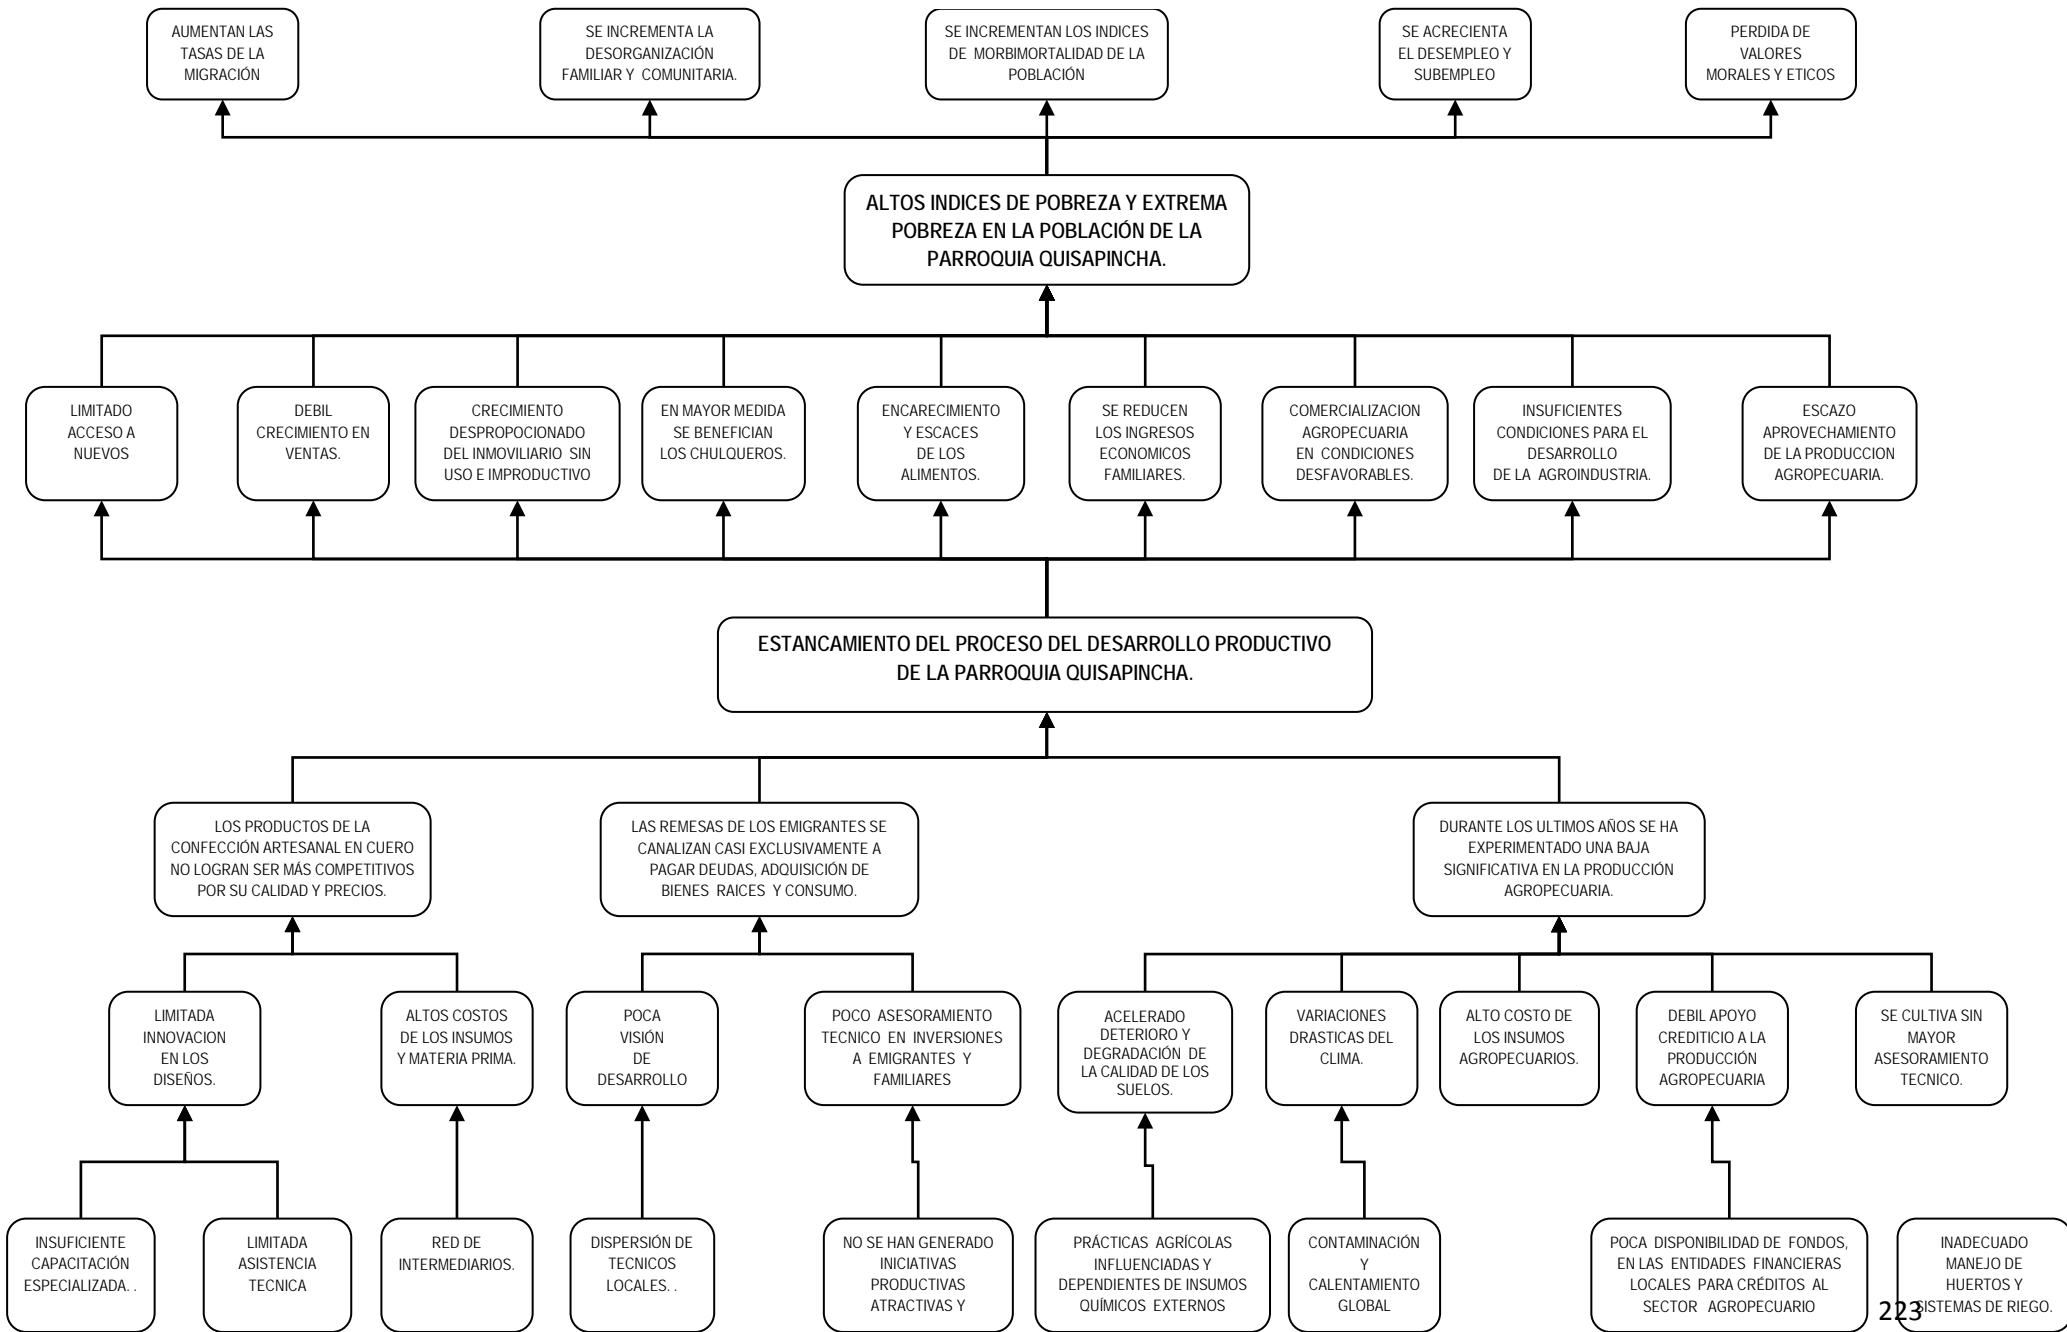 AUMENTAN LAS
TASAS DE LA
MIGRACIÓN
SE INCREMENTA LA
DESORGANIZACIÓN
FAMILIAR Y COMUNITARIA.
SE INCREMENTAN LOS INDICES
DE MORBIMORTALIDAD DE LA
POBLACIÓN
SE ACRECIENTA
EL DESEMPLEO Y
SUBEMPLEO
PERDIDA DE
VALORES
MORALES Y ETICOS
ALTOS INDICES DE POBREZA Y EXTREMA
POBREZA EN LA POBLACIÓN DE LA
PARROQUIA QUISAPINCHA.
LIMITADO
ACCESO A
NUEVOS
DEBIL
CRECIMIENTO EN
VENTAS.
CRECIMIENTO
DESPROPOCIONADO
DEL INMOVILIARIO SIN
USO E IMPRODUCTIVO
EN MAYOR MEDIDA
SE BENEFICIAN
LOS CHULQUEROS.
ENCARECIMIENTO
Y ESCACES
DE LOS
ALIMENTOS.
SE REDUCEN
LOS INGRESOS
ECONOMICOS
FAMILIARES.
COMERCIALIZACION
AGROPECUARIA
EN CONDICIONES
DESFAVORABLES.
INSUFICIENTES
CONDICIONES PARA EL
DESARROLLO
DE LA AGROINDUSTRIA.
ESCAZO
APROVECHAMIENTO
DE LA PRODUCCION
AGROPECUARIA.
ESTANCAMIENTO DEL PROCESO DEL DESARROLLO PRODUCTIVO
DE LA PARROQUIA QUISAPINCHA.
LOS PRODUCTOS DE LA
CONFECCIÓN ARTESANAL EN CUERO
NO LOGRAN SER MÁS COMPETITIVOS
POR SU CALIDAD Y PRECIOS.
LAS REMESAS DE LOS EMIGRANTES SE
CANALIZAN CASI EXCLUSIVAMENTE A
PAGAR DEUDAS, ADQUISICIÓN DE
BIENES RAICES Y CONSUMO.
DURANTE LOS ULTIMOS AÑOS SE HA
EXPERIMENTADO UNA BAJA
SIGNIFICATIVA EN LA PRODUCCIÓN
AGROPECUARIA.
LIMITADA
INNOVACION
EN LOS
DISEÑOS.
ALTOS COSTOS
DE LOS INSUMOS
Y MATERIA PRIMA.
POCA
VISIÓN
DE
DESARROLLO
POCO ASESORAMIENTO
TECNICO EN INVERSIONES
A EMIGRANTES Y
FAMILIARES
ACELERADO
DETERIORO Y
DEGRADACIÓN DE
LA CALIDAD DE LOS
SUELOS.
VARIACIONES
DRASTICAS DEL
CLIMA.
ALTO COSTO DE
LOS INSUMOS
AGROPECUARIOS.
DEBIL APOYO
CREDITICIO A LA
PRODUCCIÓN
AGROPECUARIA
SE CULTIVA SIN
MAYOR
ASESORAMIENTO
TECNICO.
INSUFICIENTE
CAPACITACIÓN
ESPECIALIZADA. .
LIMITADA
ASISTENCIA
TECNICA
RED DE
INTERMEDIARIOS.
DISPERSIÓN DE
TECNICOS
LOCALES. .
NO SE HAN GENERADO
INICIATIVAS
PRODUCTIVAS
ATRACTIVAS Y
PRÁCTICAS AGRÍCOLAS
INFLUENCIADAS Y
DEPENDIENTES DE INSUMOS
QUÍMICOS EXTERNOS
CONTAMINACIÓN
Y
CALENTAMIENTO
GLOBAL
POCA DISPONIBILIDAD DE FONDOS,
EN LAS ENTIDADES FINANCIERAS
LOCALES PARA CRÉDITOS AL
SECTOR AGROPECUARIO
INADECUADO
MANEJO DE
HUERTOS Y
SISTEMAS DE RIEGO.
223